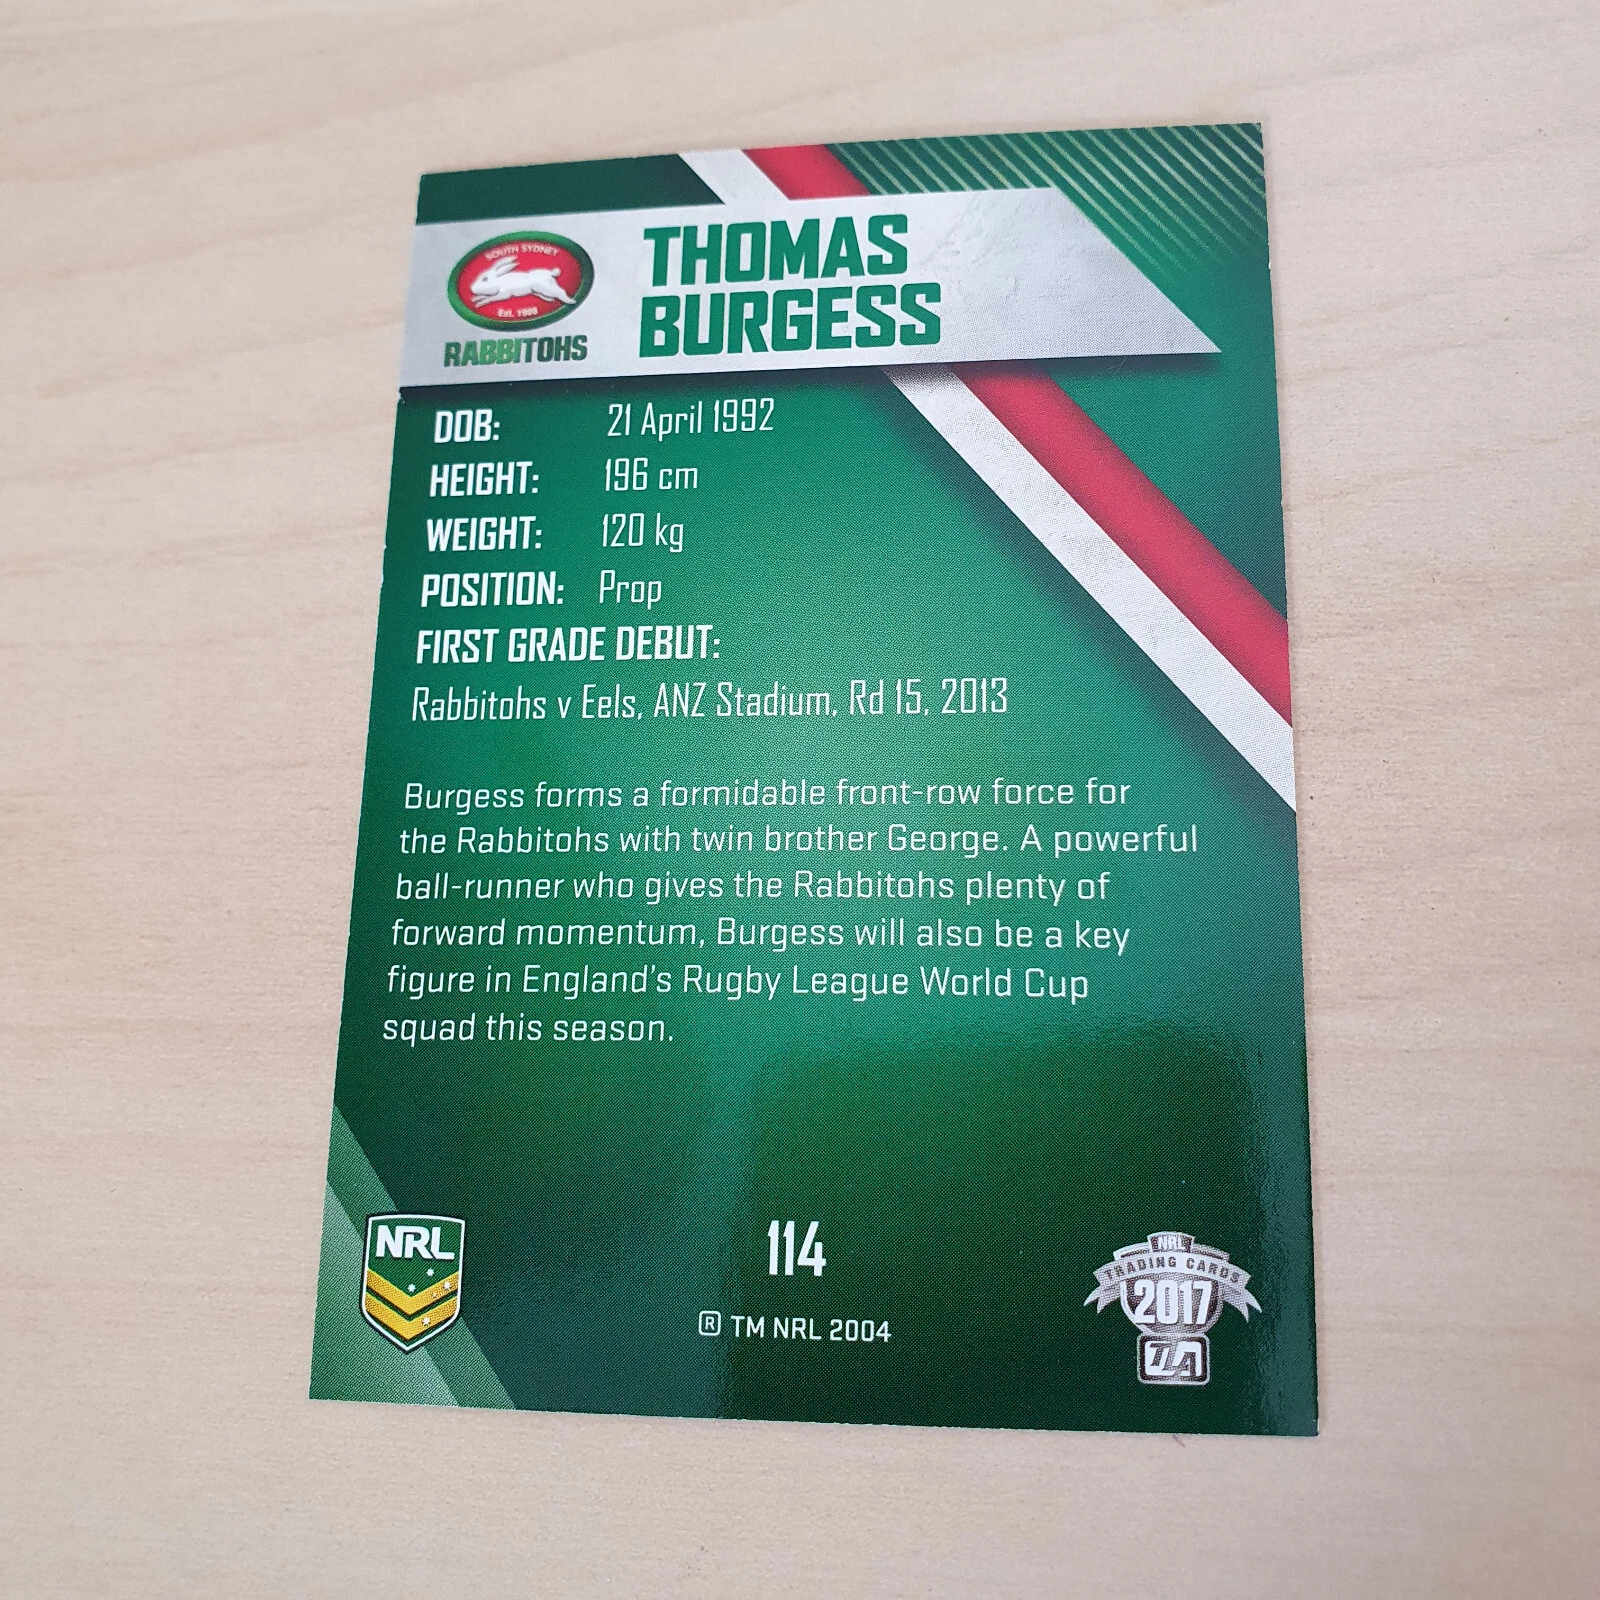 SOUTH SYDNEY
Est. 1908
RABBITOHS
THOMAS
BURGESS
DOB: 21 April 1992
HEIGHT: 196 cm
WEIGHT: 120 kg
POSITION: Prop
FIRST GRADE DEBUT:
Rabbitohs v Eels, ANZ Stadium, Rd 15, 2013
Burgess forms a formidable front-row force for
the Rabbitohs with twin brother George. A powerful
ball-runner who gives the Rabbitohs plenty of
forward momentum, Burgess will also be a key
figure in England's Rugby League World Cup
squad this season.
NRL
114
® TM NRL 2004
NRL
TRADING CARDS
2017
TLA